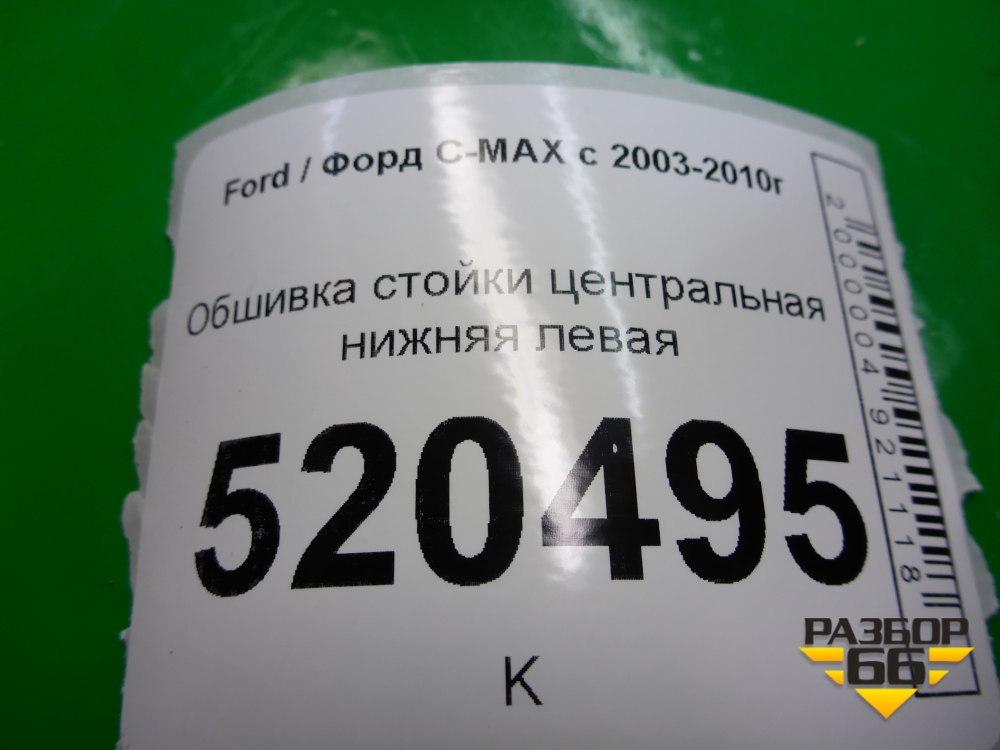 Ford / Форд C-MAX с 2003-2010г
Обшивка стойки центральная
нижняя левая
520495
К
2000004921118
РАЗБОР
66